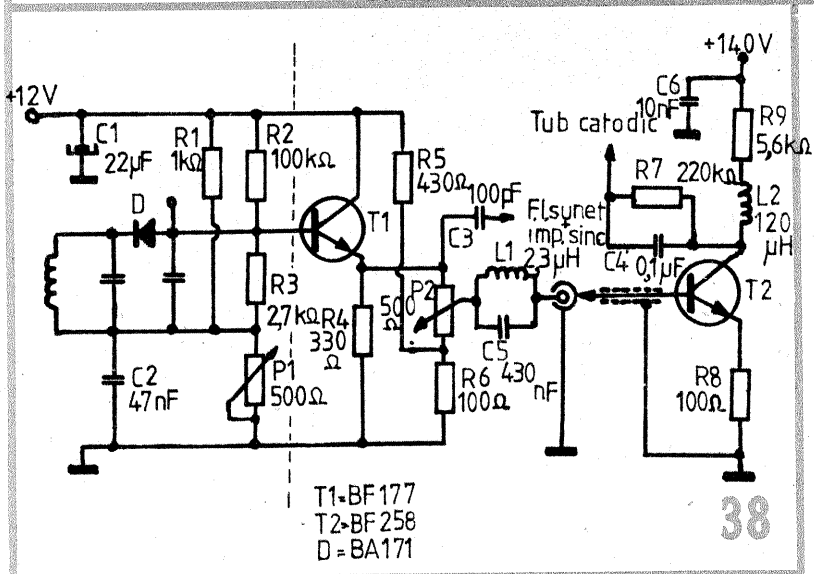 +140V
C6
10nF
+12V
C1
22µF
R1
1kΩ
R2
100kΩ
R5
430Ω
Tub catodic
R9
5,6kΩ
R7
220kΩ
D
T1
100pF
C3
F.I.sunet
+
imp. sinc
L2
120
µH
L1
23µH
C4
0,1µF
T2
R3
2,7kΩ
P2
500
Ω
R4
330
Ω
C5
430
nF
C2
47nF
P1
500Ω
R6
100Ω
R8
100Ω
T1=BF177
T2=BF258
D=BA171
38